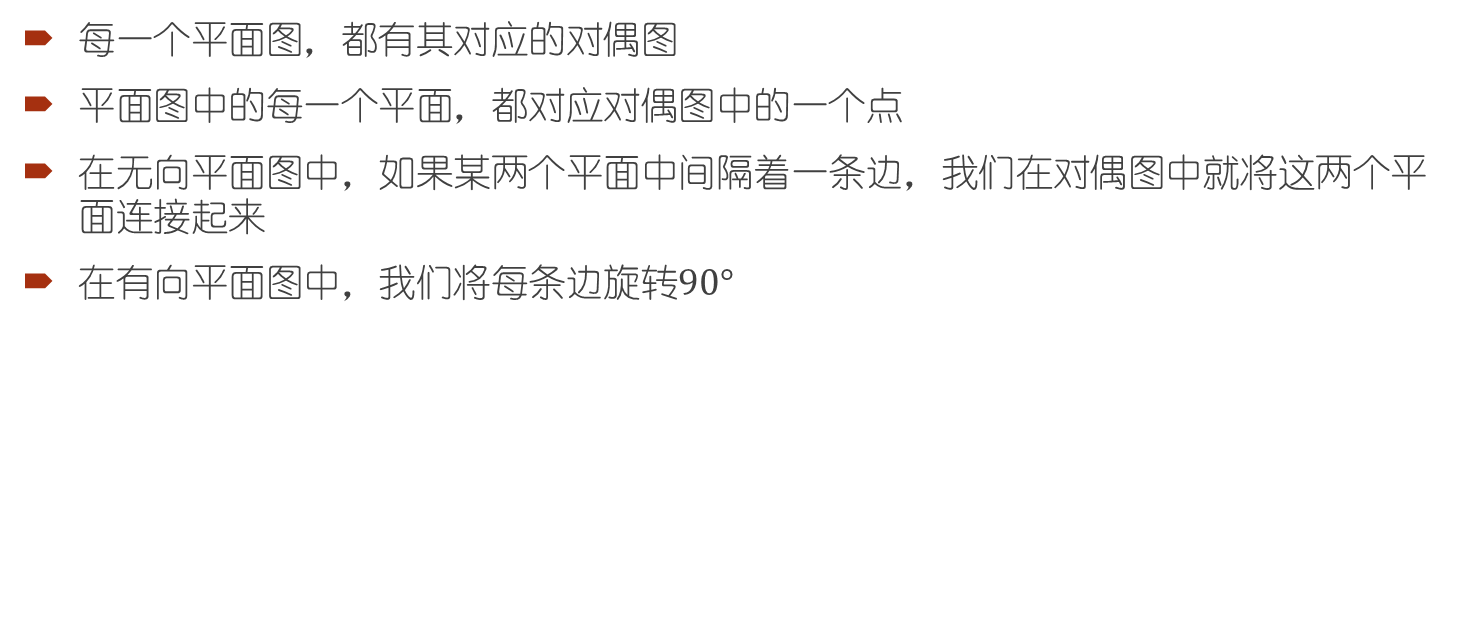 每一个平面图，都有其对应的对偶图
平面图中的每一个平面，都对应对偶图中的一个点
在无向平面图中，如果某两个平面中间隔着一条边，我们在对偶图中就将这两个平
面连接起来
在有向平面图中，我们将每条边旋转90°